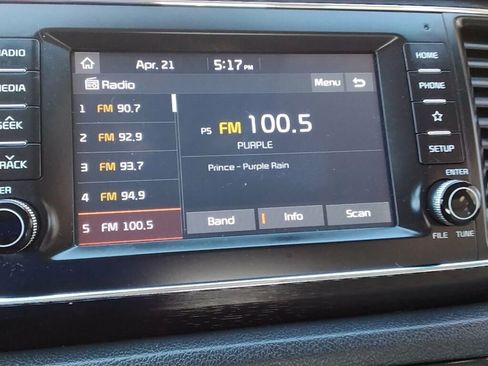 RADIO
MEDIA
SEEK
TRACK
ER
Apr. 21 5:17 PM
Radio Menu
1 FM 90.7
2 FM 92.9
3 FM 93.7
4 FM 94.9
5 FM 100.5
P5 FM 100.5
PURPLE
Prince - Purple Rain
Band Info Scan
HOME
PHONE
SETUP
ENTER
FILE TUNE